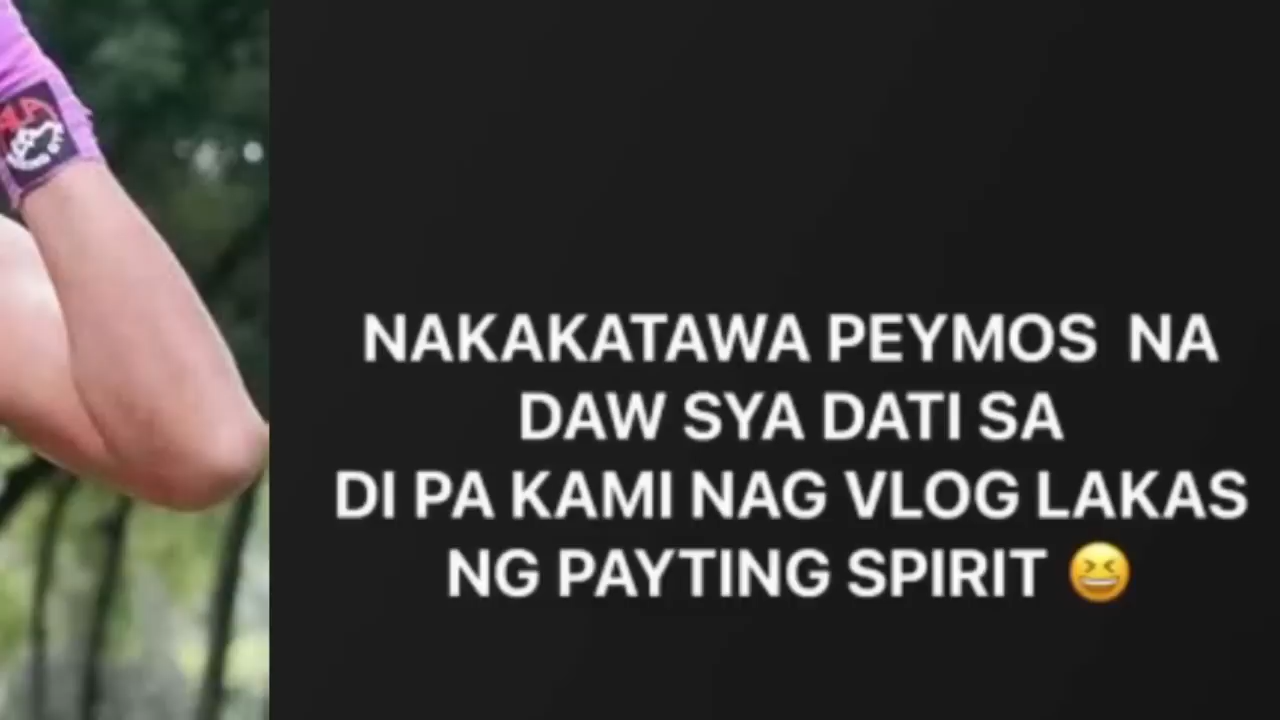 NAKAKATAWA PEYMOS NA
DAW SYA DATI SA
DI PA KAMI NAG VLOG LAKAS
NG PAYTING SPIRIT 😆